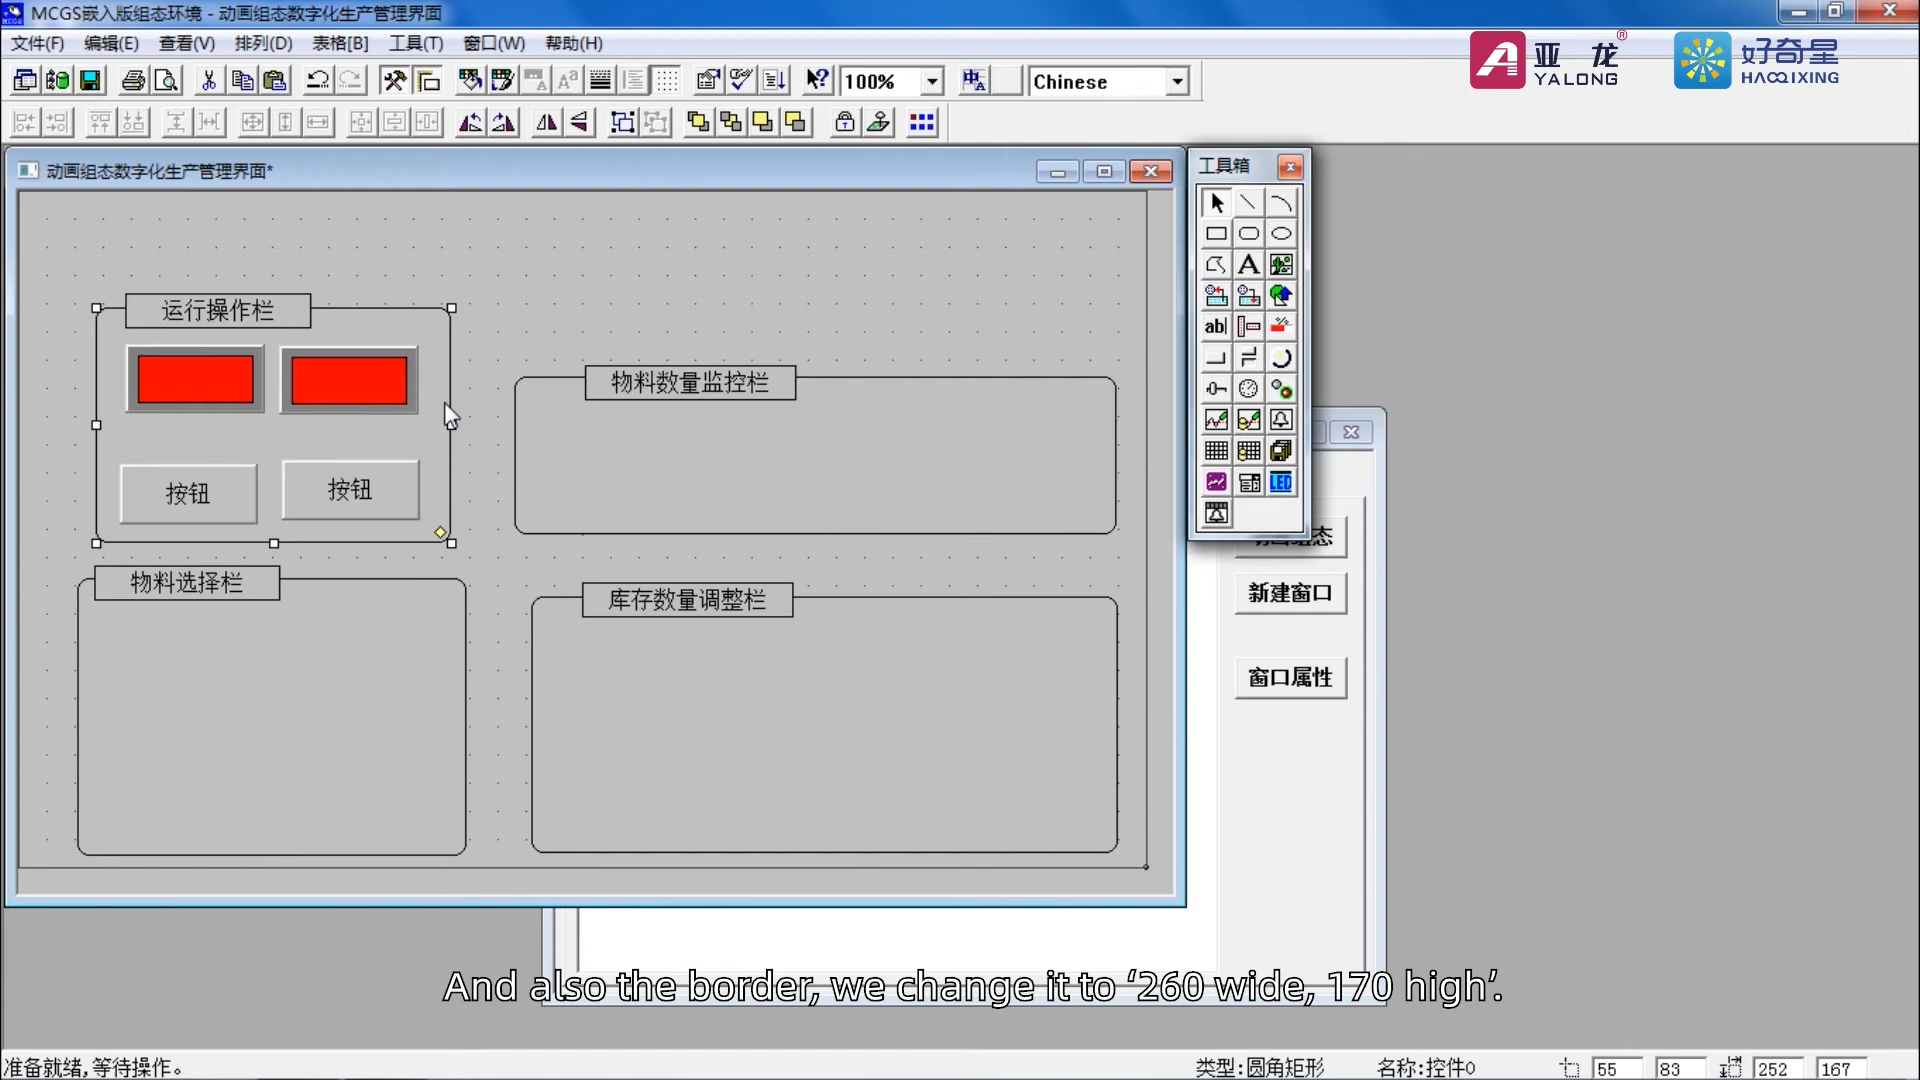 MCGS嵌入版组态环境 - 动画组态数字化生产管理界面
文件(F) 编辑(E) 查看(V) 排列(D) 表格[B] 工具(T) 窗口(W) 帮助(H)
100%
Chinese
亚龙®
YALONG
好奇星
HAOQIXING
动画组态数字化生产管理界面*
工具箱
运行操作栏
物料数量监控栏
按钮
按钮
物料选择栏
库存数量调整栏
ab|
LED
新建窗口
窗口属性
And also the border, we change it to ‘260 wide, 170 high’.
准备就绪,等待操作。
类型:圆角矩形
名称:控件0
55
83
252
167